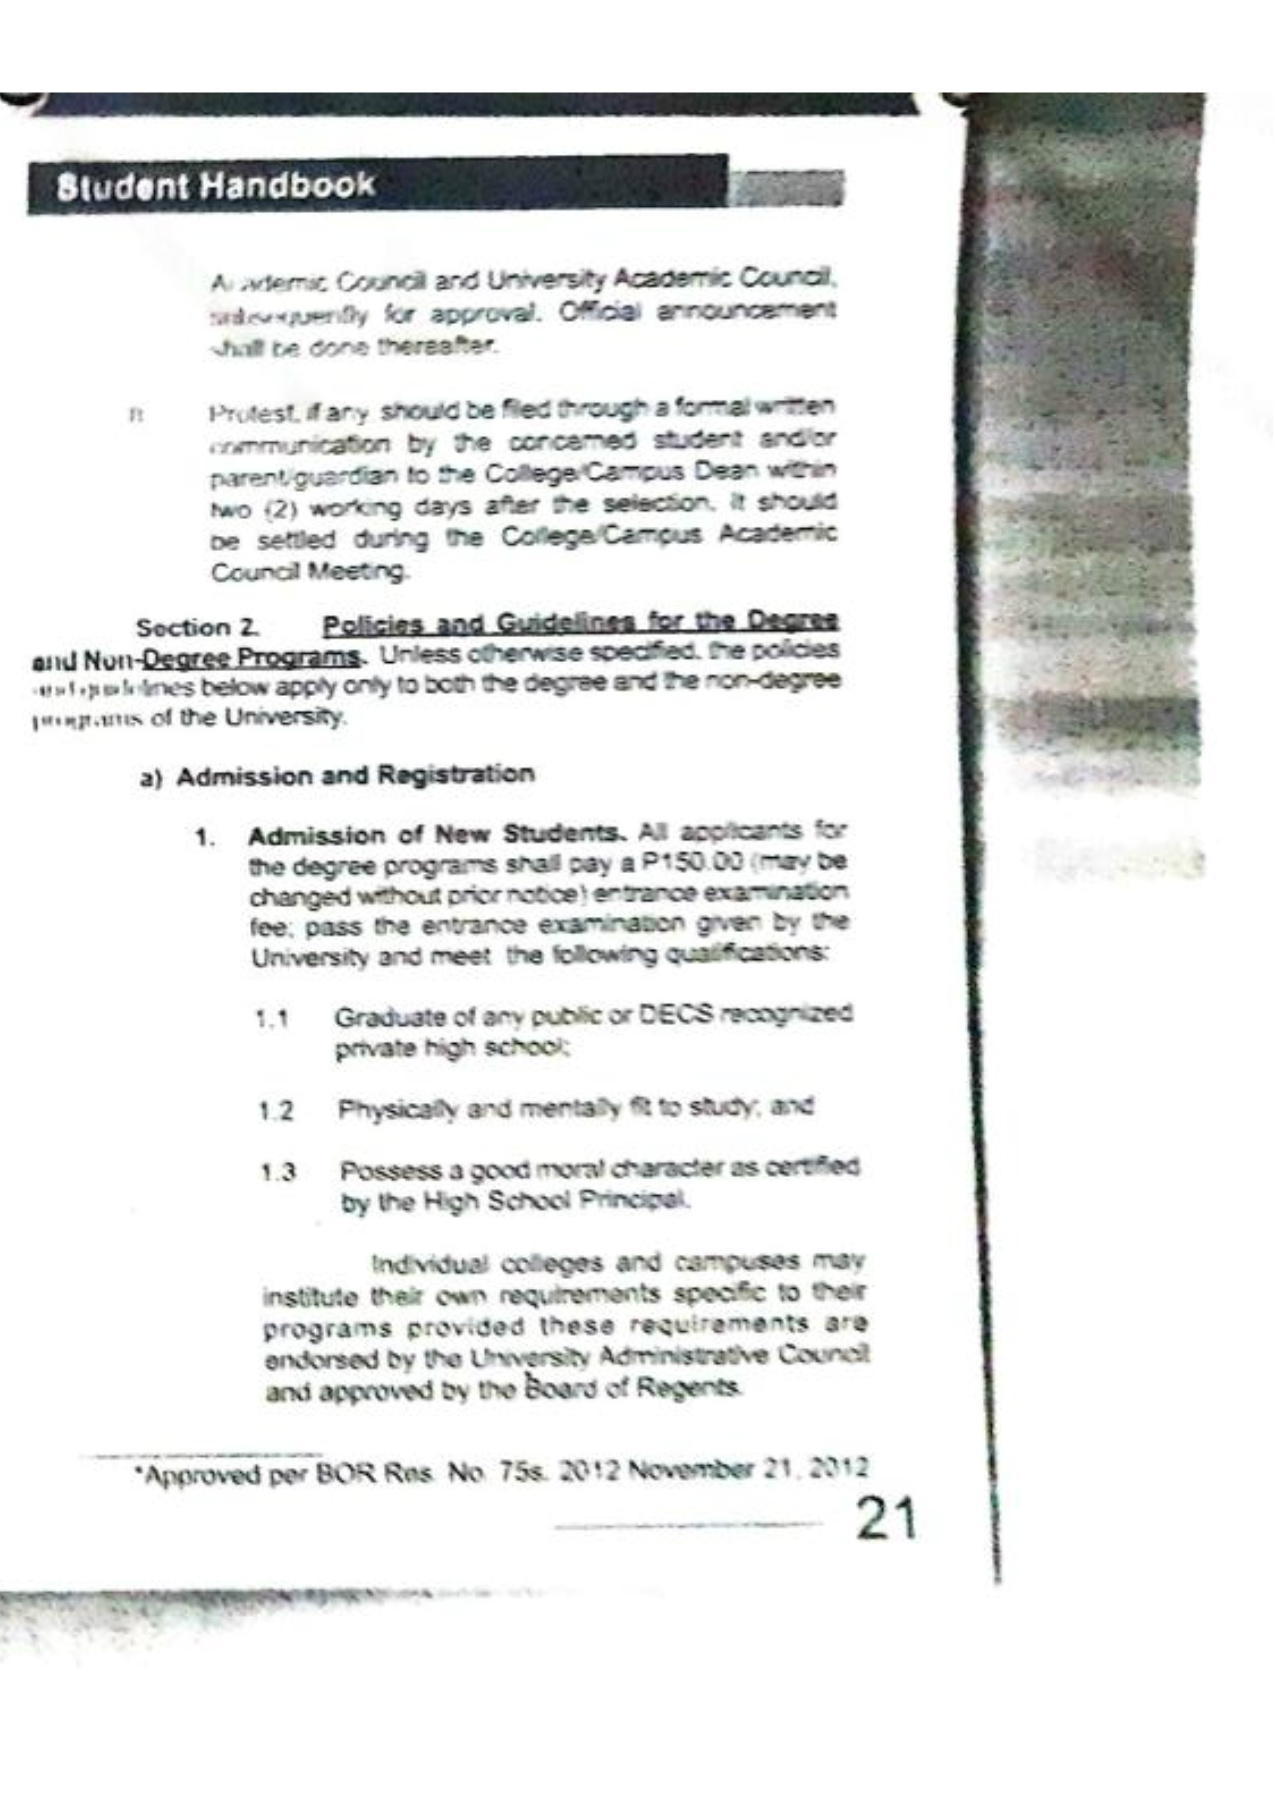 Student Handbook
Academic Council and University Academic Council,
subsequently for approval. Official announcement
shall be done thereafter.
Protest, if any should be filed through a formal written
communication by the concerned student and/or
parent/guardian to the College/Campus Dean within
two (2) working days after the selection. It should
be settled during the College/Campus Academic
Council Meeting.
Section 2. Policies and Guidelines for the Degree
and Non-Degree Programs. Unless otherwise specified, the policies
and guidelines below apply only to both the degree and the non-degree
programs of the University.
a) Admission and Registration
1. Admission of New Students. All applicants for
the degree programs shall pay a P150.00 (may be
changed without prior notice) entrance examination
fee; pass the entrance examination given by the
University and meet the following qualifications:
1.1 Graduate of any public or DECS recognized
private high school;
1.2 Physically and mentally fit to study; and
1.3 Possess a good moral character as certified
by the High School Principal.
Individual colleges and campuses may
institute their own requirements specific to their
programs provided these requirements are
endorsed by the University Administrative Council
and approved by the Board of Regents.
*Approved per BOR Res. No. 75s. 2012 November 21, 2012
21